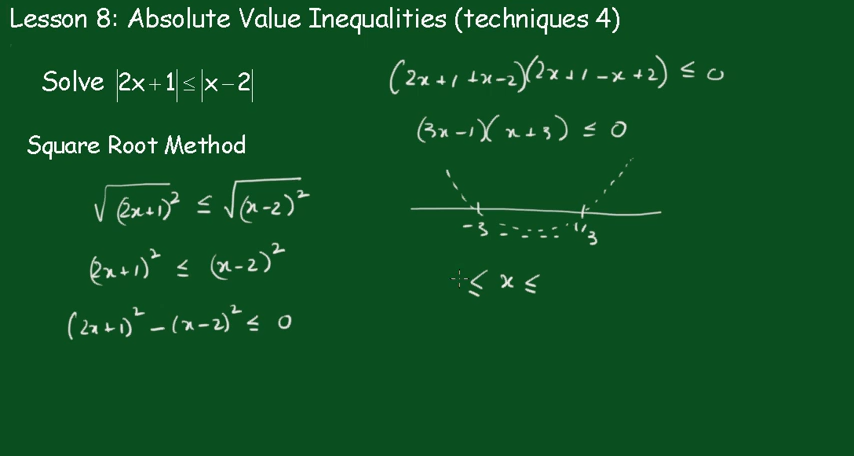 Lesson 8: Absolute Value Inequalities (techniques 4)
Solve |2x+1|≤|x−2|
Square Root Method
√(2x+1)² ≤ √(x−2)²
(2x+1)² ≤ (x−2)²
(2x+1)² − (x−2)² ≤ 0
(2x+1+x−2)(2x+1−x+2) ≤ 0
(3x−1)(x+3) ≤ 0
−3 1/3
≤ x ≤